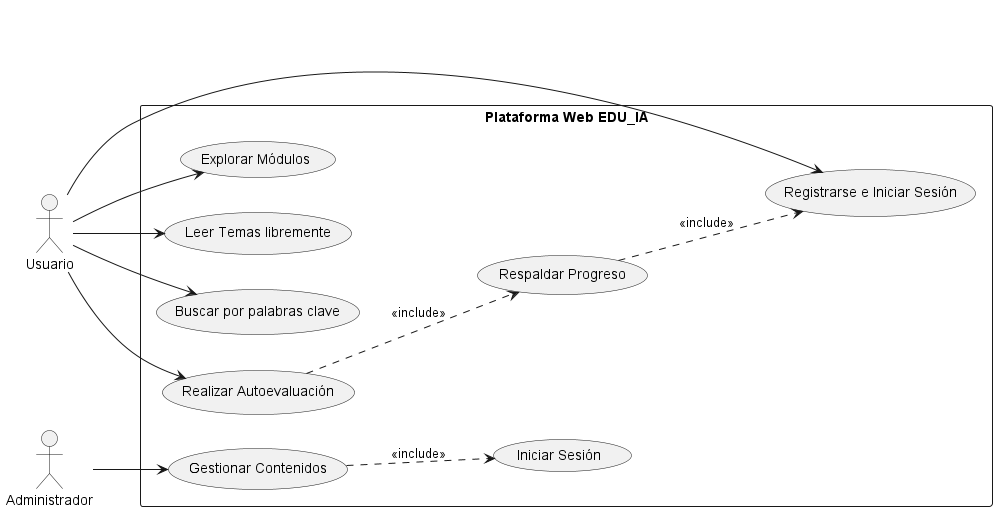 Plataforma Web EDU_IA
Explorar Módulos
Registrarse e Iniciar Sesión
Leer Temas libremente
«include»
Usuario
Respaldar Progreso
Buscar por palabras clave
«include»
Realizar Autoevaluación
«include»
Iniciar Sesión
Gestionar Contenidos
Administrador